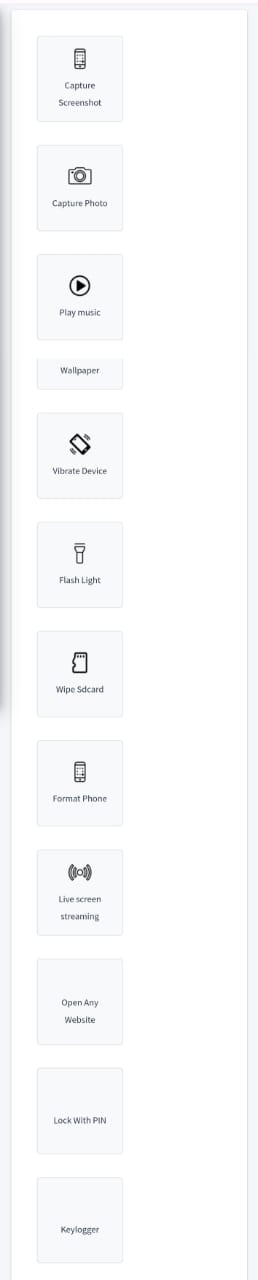 Capture
Screenshot
Capture Photo
Play music
Wallpaper
Vibrate Device
Flash Light
Wipe Sdcard
Format Phone
Live screen
streaming
Open Any
Website
Lock With PIN
Keylogger